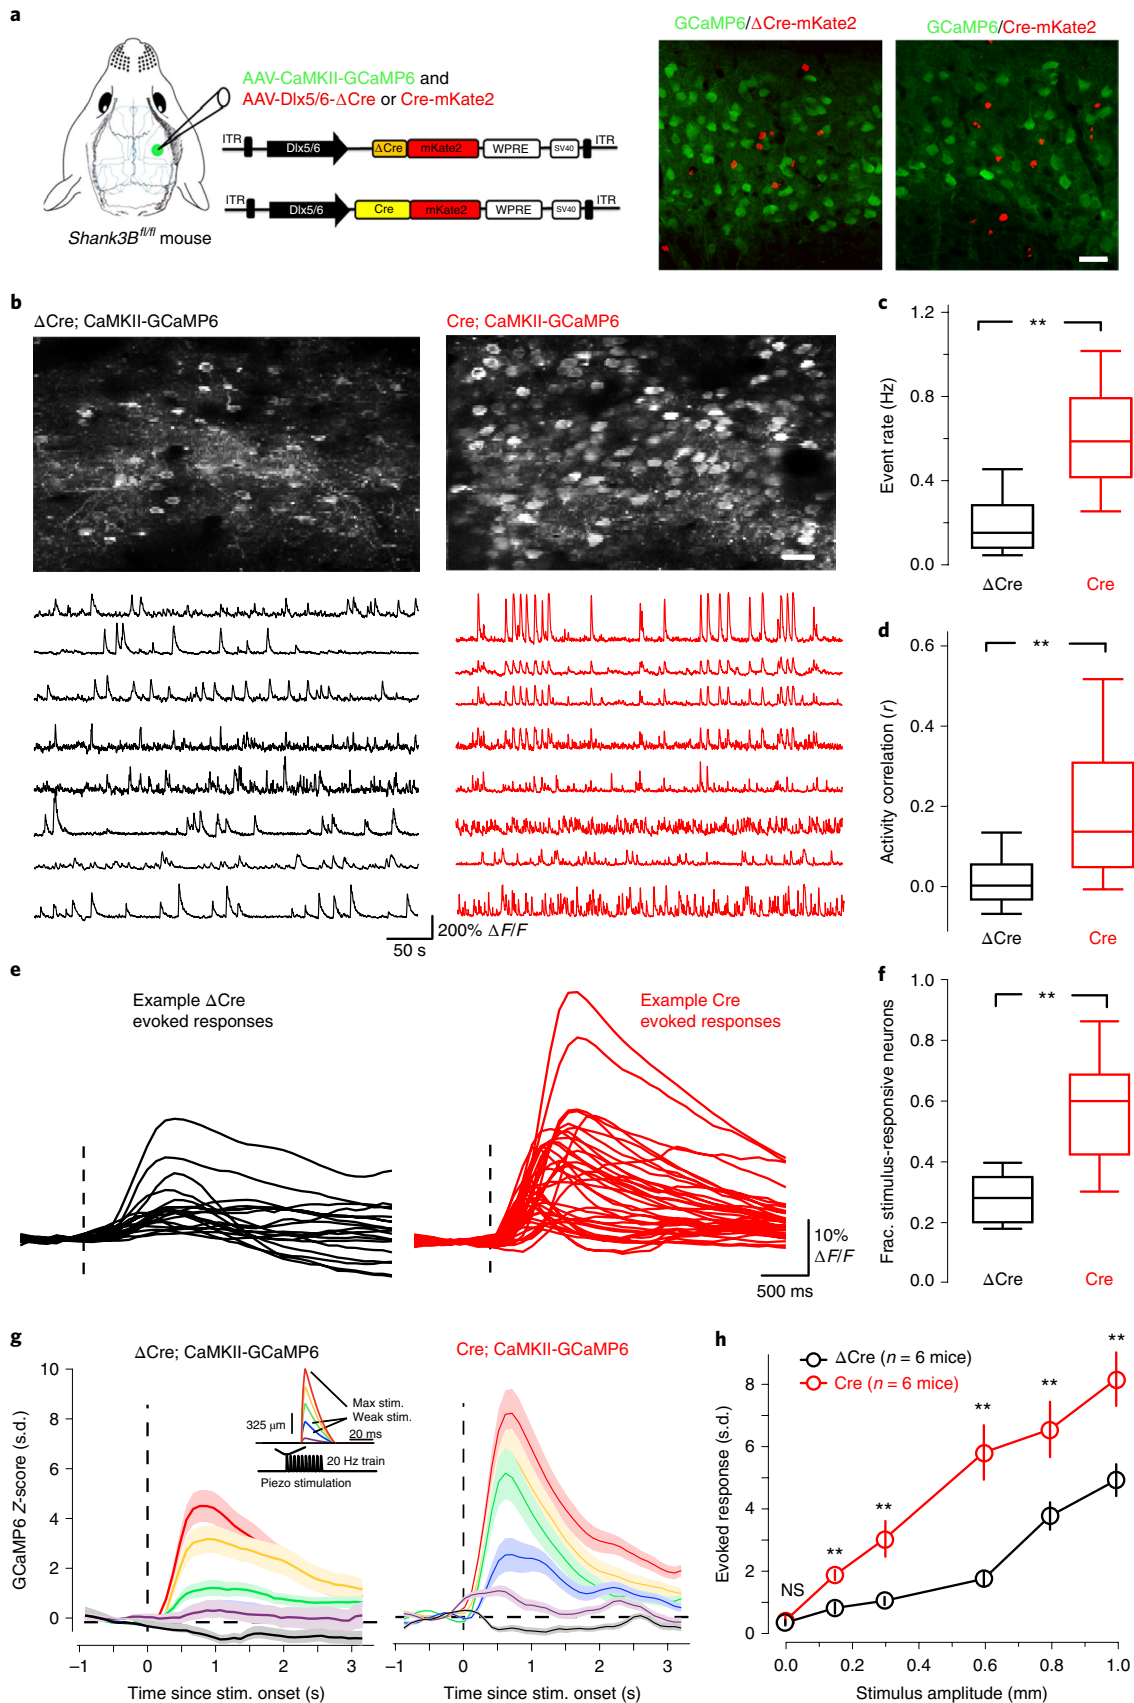 a
AAV-CaMKII-GCaMP6 and
AAV-Dlx5/6-ΔCre or Cre-mKate2
ITR
Dlx5/6
ΔCre
mKate2
WPRE
SV40
ITR
ITR
Dlx5/6
Cre
mKate2
WPRE
SV40
ITR
Shank3B^fl/fl mouse
GCaMP6/ΔCre-mKate2
GCaMP6/Cre-mKate2
b
ΔCre; CaMKII-GCaMP6
Cre; CaMKII-GCaMP6
200% ΔF/F
50 s
c
Event rate (Hz)
1.2
0.8
0.4
0.0
**
ΔCre
Cre
d
Activity correlation (r)
0.6
0.4
0.2
0.0
**
ΔCre
Cre
e
Example ΔCre
evoked responses
Example Cre
evoked responses
10%
ΔF/F
500 ms
f
Frac. stimulus-responsive neurons
1.0
0.8
0.6
0.4
0.2
0.0
**
ΔCre
Cre
g
ΔCre; CaMKII-GCaMP6
Cre; CaMKII-GCaMP6
GCaMP6 Z-score (s.d.)
10
8
6
4
2
0
325 μm
Max stim.
Weak stim.
20 ms
20 Hz train
Piezo stimulation
−1
0
1
2
3
Time since stim. onset (s)
−1
0
1
2
3
Time since stim. onset (s)
h
ΔCre (n = 6 mice)
Cre (n = 6 mice)
Evoked response (s.d.)
8
6
4
2
0
NS
**
**
**
**
**
0.0
0.2
0.4
0.6
0.8
1.0
Stimulus amplitude (mm)